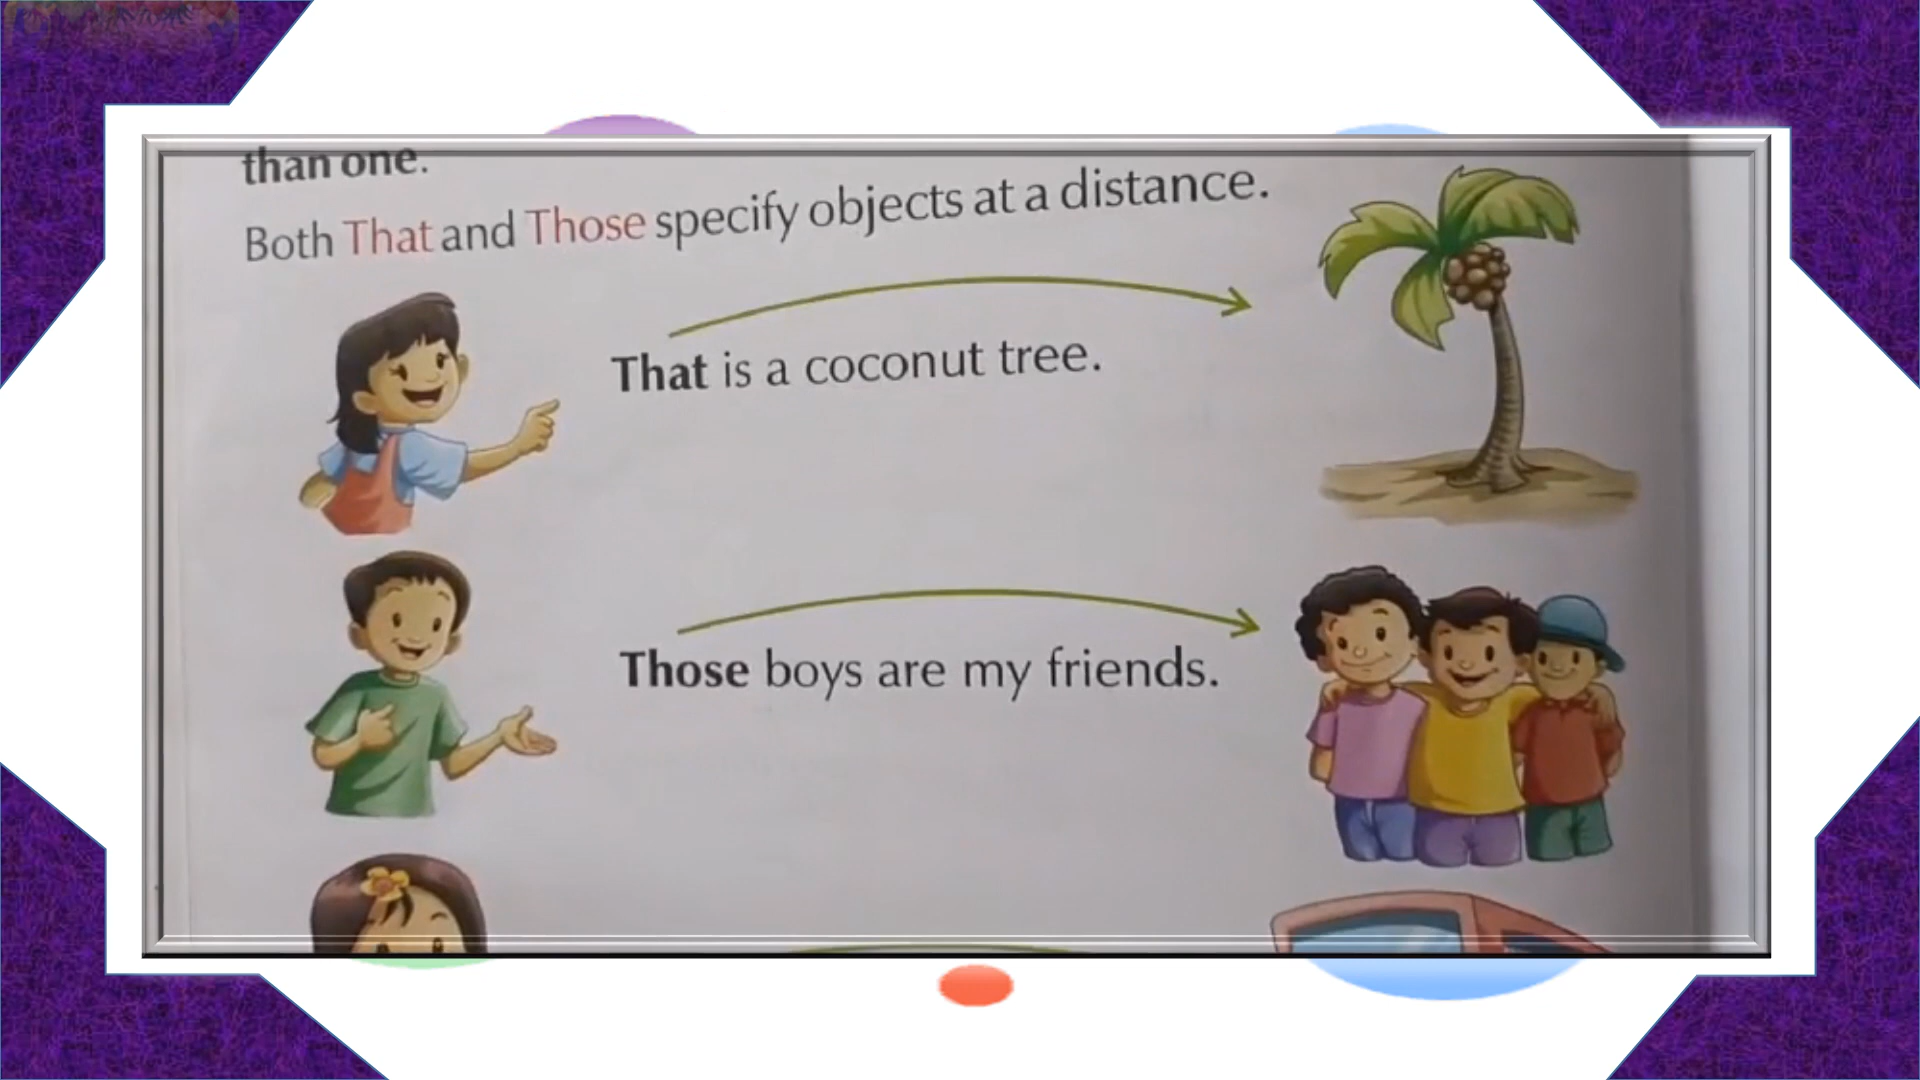 than one.
Both That and Those specify objects at a distance.
That is a coconut tree.
Those boys are my friends.